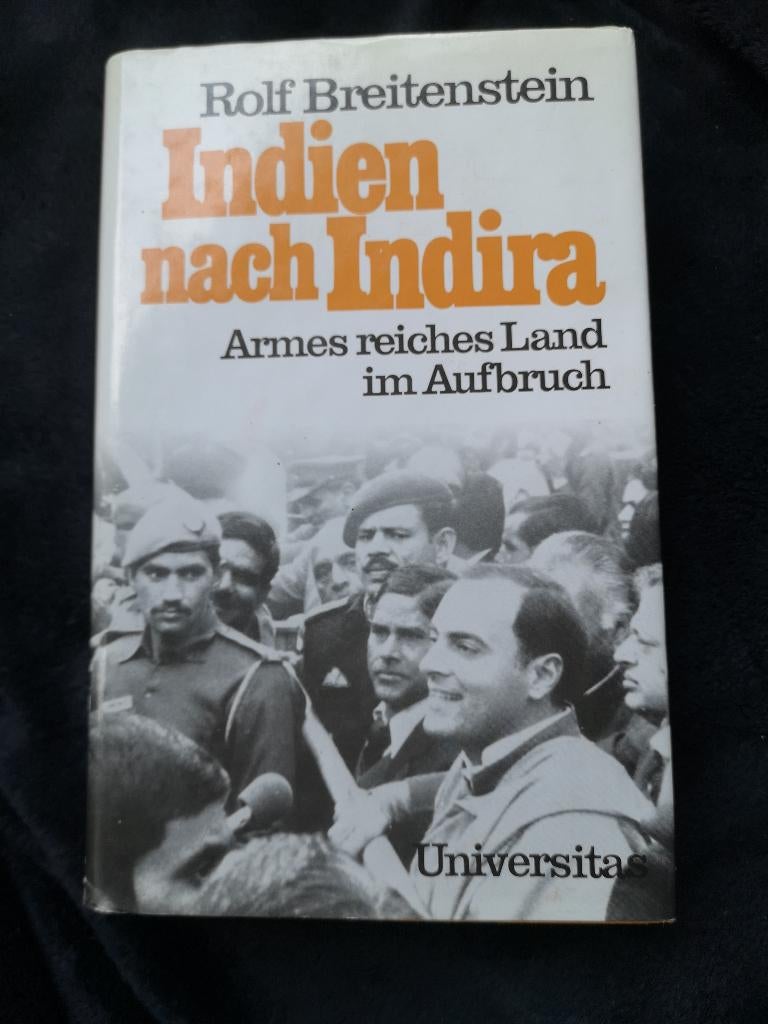 Rolf Breitenstein
Indien
nach Indira
Armes reiches Land
im Aufbruch
Universitas